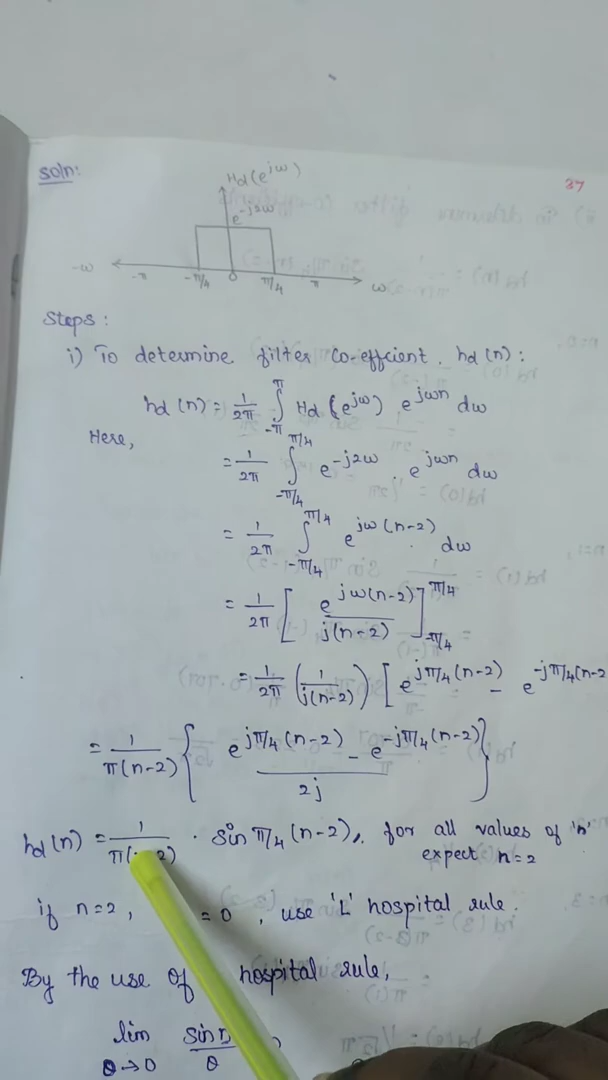 Soln:
37
Hd(e^jω)
e^-j2ω
-ω -π -π/4 0 π/4 π ω
Steps:
i) To determine filter co-effcient. hd(n):
hd(n) = 1/2π ∫_-π^π Hd(e^jω) e^jωn dω
Here,
= 1/2π ∫_-π/4^π/4 e^-j2ω . e^jωn dω
= 1/2π ∫_-π/4^π/4 e^jω(n-2) dω
= 1/2π [e^jω(n-2)/j(n-2)]_-π/4^π/4
= 1/2π (1/j(n-2)) [e^jπ/4(n-2) - e^-jπ/4(n-2
= 1/π(n-2) {e^jπ/4(n-2) - e^-jπ/4(n-2)/2j}
hd(n) = 1/π( 2) . sin π/4(n-2), for all values of 'n'
expect n=2
if n=2, =0, use 'L' hospital rule.
By the use of hospital rule,
lim θ→0 sin /θ